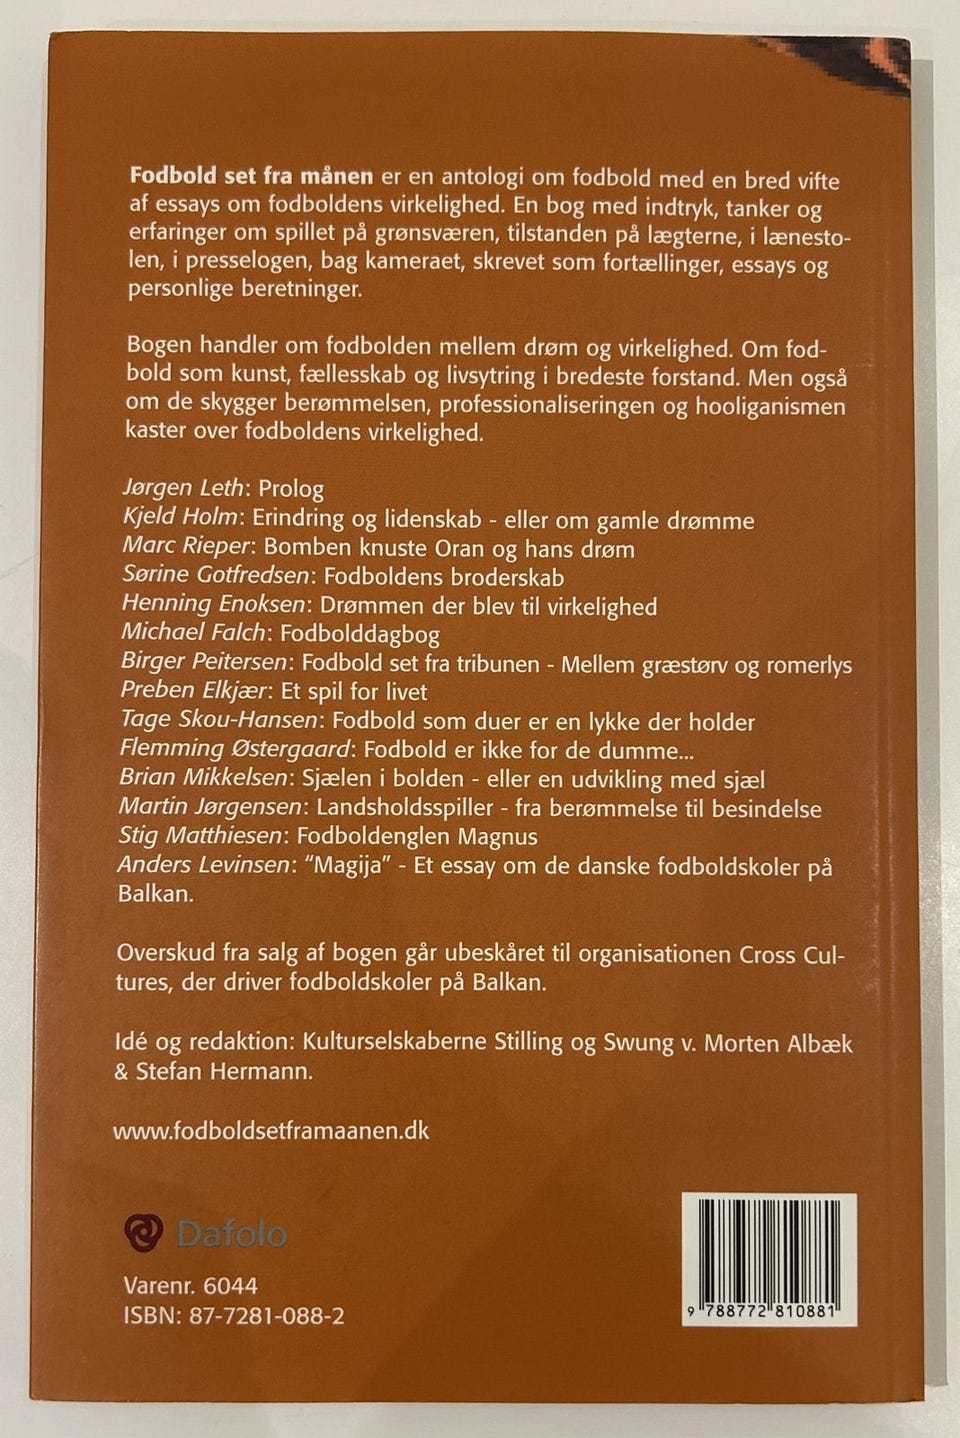 Fodbold set fra månen er en antologi om fodbold med en bred vifte
af essays om fodboldens virkelighed. En bog med indtryk, tanker og
erfaringer om spillet på grønsværen, tilstanden på lægterne, i lænesto-
len, i presselogen, bag kameraet, skrevet som fortællinger, essays og
personlige beretninger.
Bogen handler om fodbolden mellem drøm og virkelighed. Om fod-
bold som kunst, fællesskab og livsytring i bredeste forstand. Men også
om de skygger berømmelsen, professionaliseringen og hooliganismen
kaster over fodboldens virkelighed.
Jørgen Leth: Prolog
Kjeld Holm: Erindring og lidenskab - eller om gamle drømme
Marc Rieper: Bomben knuste Oran og hans drøm
Sørine Gotfredsen: Fodboldens broderskab
Henning Enoksen: Drømmen der blev til virkelighed
Michael Falch: Fodbolddagbog
Birger Peitersen: Fodbold set fra tribunen - Mellem græstørv og romerlys
Preben Elkjær: Et spil for livet
Tage Skou-Hansen: Fodbold som duer er en lykke der holder
Flemming Østergaard: Fodbold er ikke for de dumme...
Brian Mikkelsen: Sjælen i bolden - eller en udvikling med sjæl
Martin Jørgensen: Landsholdsspiller - fra berømmelse til besindelse
Stig Matthiesen: Fodboldenglen Magnus
Anders Levinsen: “Magija” - Et essay om de danske fodboldskoler på
Balkan.
Overskud fra salg af bogen går ubeskåret til organisationen Cross Cul-
tures, der driver fodboldskoler på Balkan.
Idé og redaktion: Kulturselskaberne Stilling og Swung v. Morten Albæk
& Stefan Hermann.
www.fodboldsetframaanen.dk
Dafolo
Varenr. 6044
ISBN: 87-7281-088-2
9 788772 810881